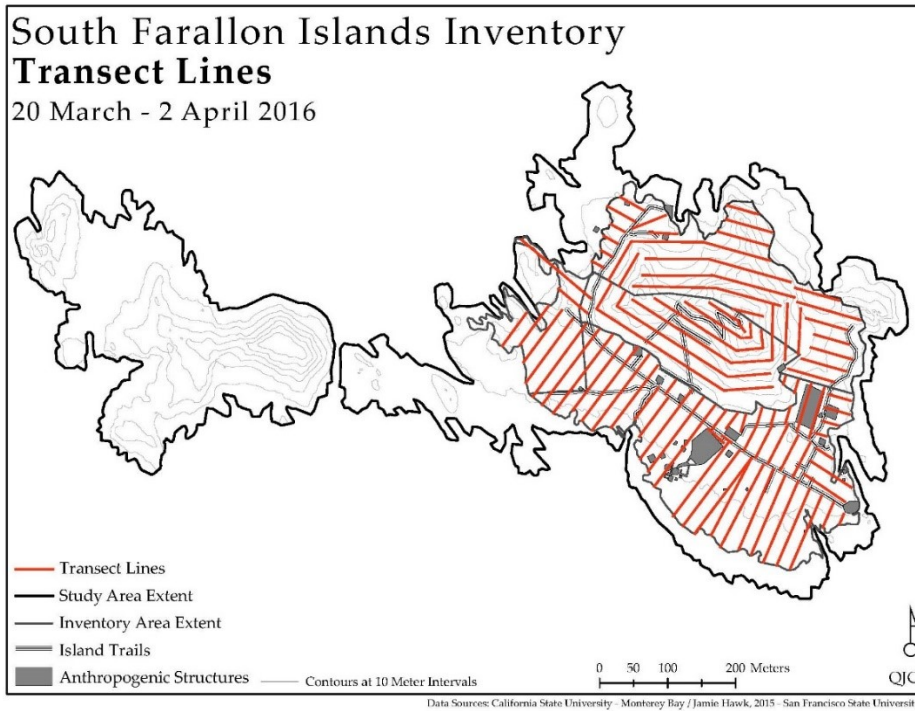 South Farallon Islands Inventory
Transect Lines
20 March - 2 April 2016
Transect Lines
Study Area Extent
Inventory Area Extent
Island Trails
Anthropogenic Structures
Contours at 10 Meter Intervals
0 50 100 200 Meters
QJC
Data Sources: California State University - Monterey Bay / Jamie Hawk, 2015 - San Francisco State